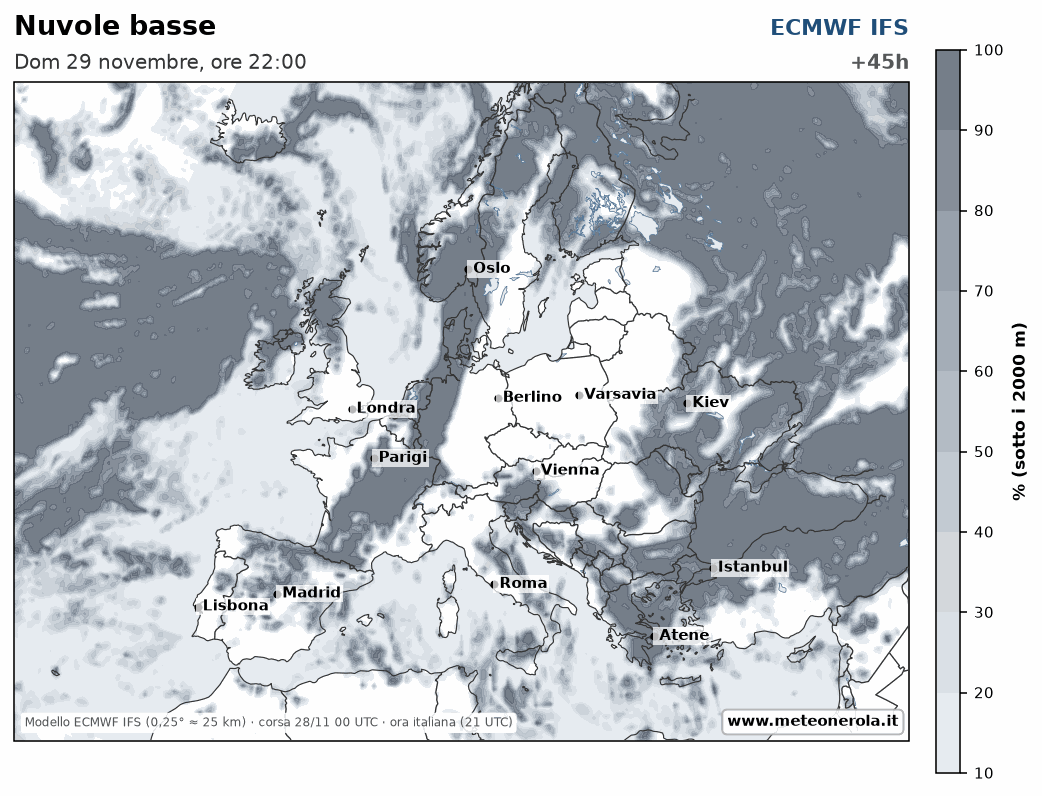 Nuvole basse
ECMWF IFS
Dom 29 novembre, ore 22:00
+45h
100
90
80
70
60
50
40
30
20
10
% (sotto i 2000 m)
Oslo
Berlino
Varsavia
Kiev
Londra
Parigi
Vienna
Istanbul
Roma
Madrid
Lisbona
Atene
Modello ECMWF IFS (0,25° ≈ 25 km) · corsa 28/11 00 UTC · ora italiana (21 UTC)
www.meteonerola.it